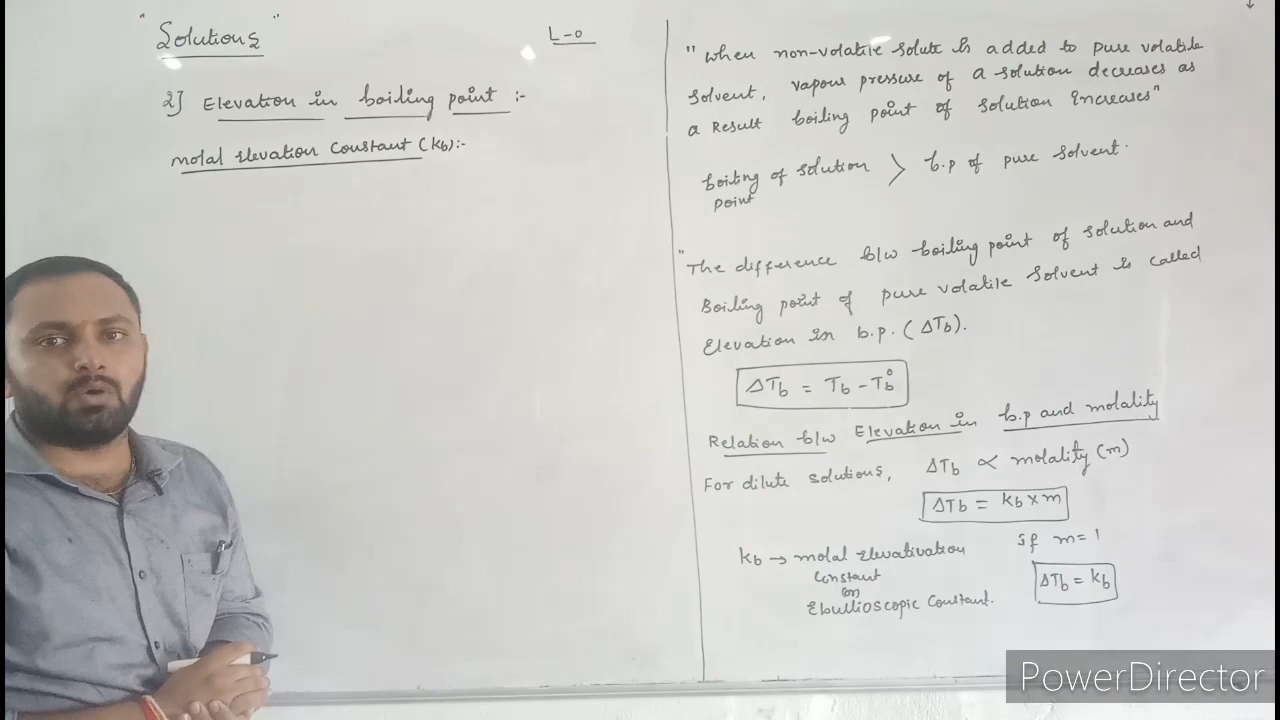 "Solutions"
L-0
2] Elevation in boiling point :-
molal elevation constant (Kb):-
"When non-volatile solute is added to pure volatile
solvent, vapour pressure of a solution decreases as
a Result boiling point of solution increases"
boiting of solution > b.p of pure solvent.
point
"The difference b/w boiling point of solution and
Boiling point of pure volatile solvent is called
Elevation in b.p. (ΔTb).
ΔTb = Tb - Tb°
Relation b/w Elevation in b.p and molality
For dilute solutions, ΔTb ∝ molality (m)
ΔTb = Kb × m
Kb → molal elevativation
constant
(or)
Ebullioscopic constant.
if m = 1
ΔTb = Kb
PowerDirector